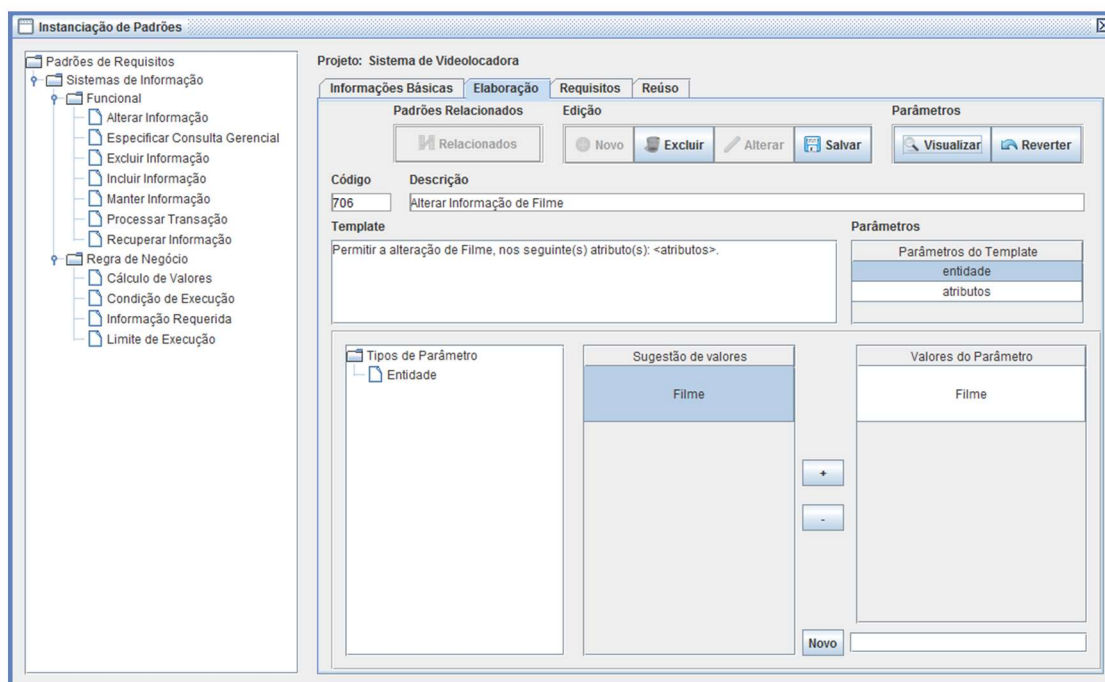 Instanciação de Padrões
Padrões de Requisitos
Sistemas de Informação
Funcional
Alterar Informação
Especificar Consulta Gerencial
Excluir Informação
Incluir Informação
Manter Informação
Processar Transação
Recuperar Informação
Regra de Negócio
Cálculo de Valores
Condição de Execução
Informação Requerida
Limite de Execução
Projeto: Sistema de Videolocadora
Informações Básicas Elaboração Requisitos Reúso
Padrões Relacionados Edição Parâmetros
Relacionados Novo Excluir Alterar Salvar Visualizar Reverter
Código Descrição
706 Alterar Informação de Filme
Template Parâmetros
Permitir a alteração de Filme, nos seguinte(s) atributo(s): <atributos>.
Parâmetros do Template
entidade
atributos
Tipos de Parâmetro
Entidade
Sugestão de valores
Filme
+
-
Valores do Parâmetro
Filme
Novo